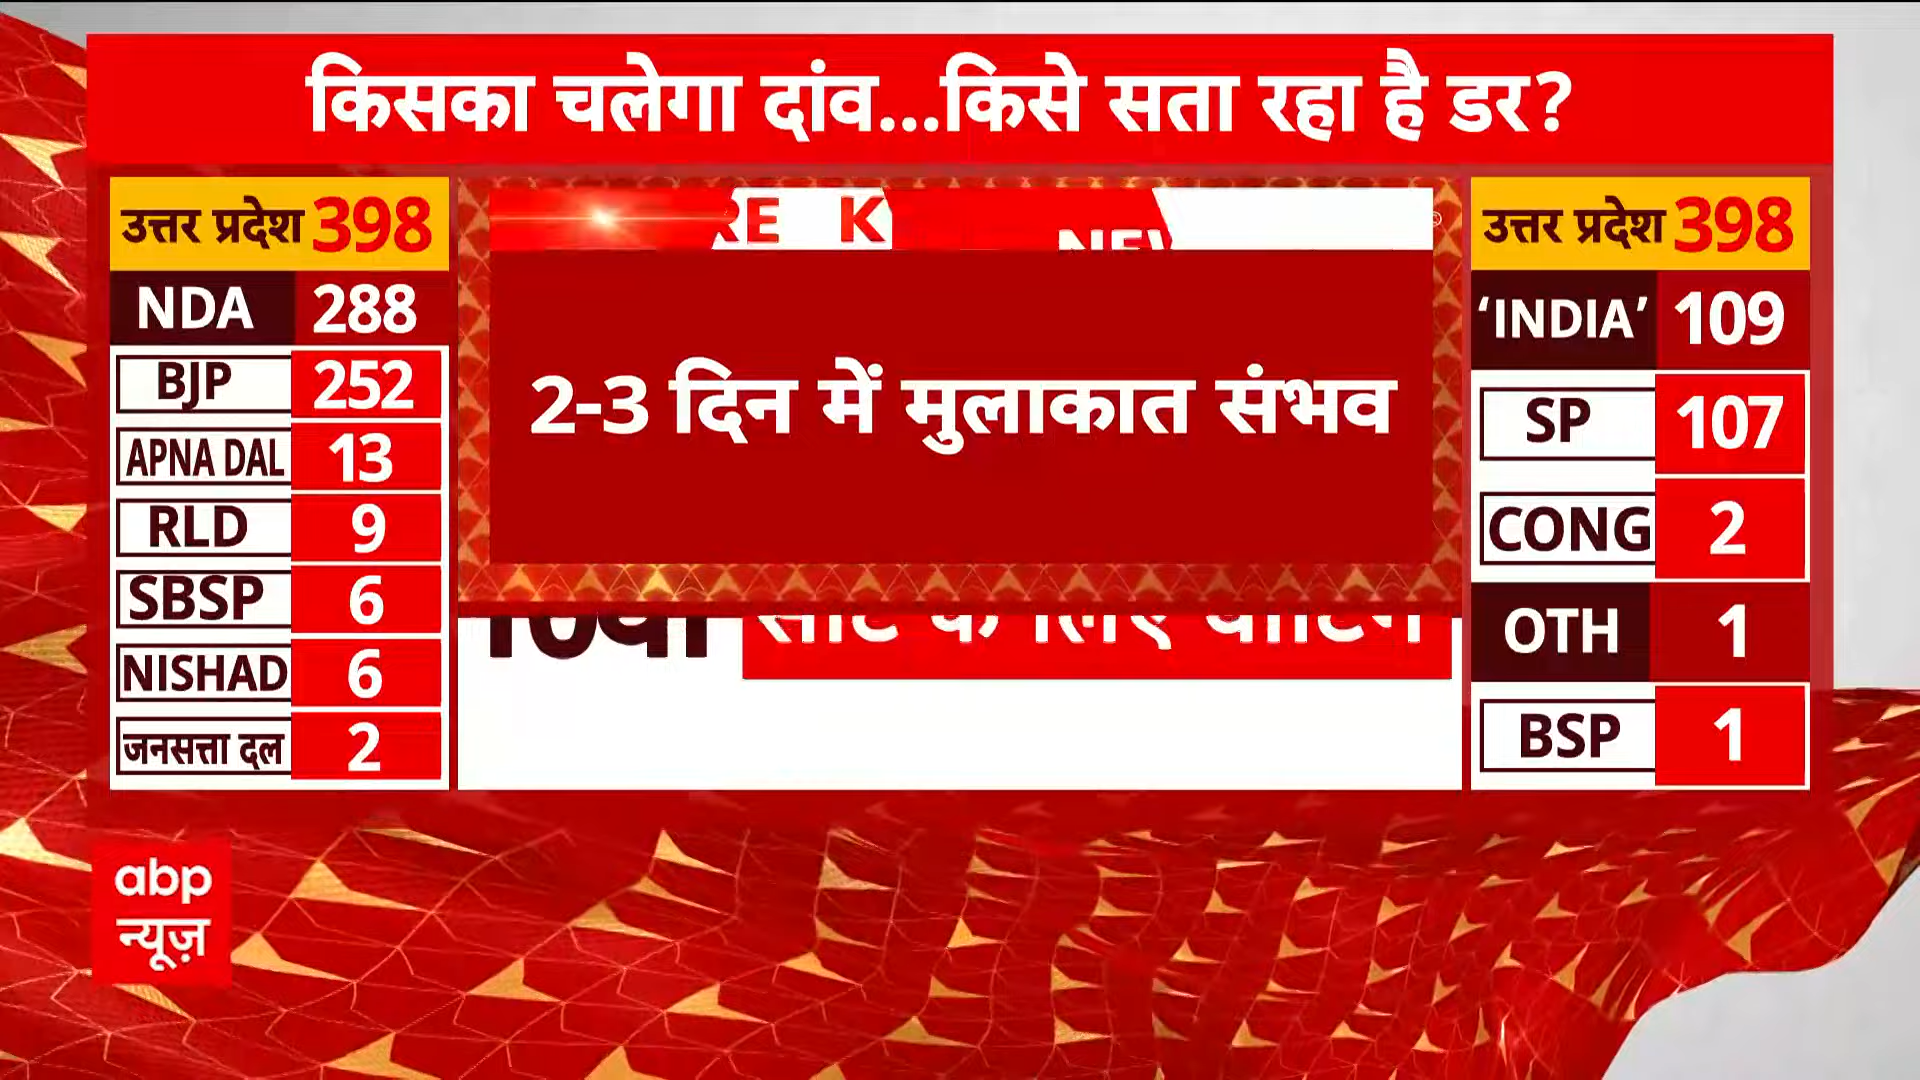 किसका चलेगा दांव...किसे सता रहा है डर?
उत्तर प्रदेश 398
NDA 288
BJP 252
APNA DAL 13
RLD 9
SBSP 6
NISHAD 6
जनसत्ता दल 2
2-3 दिन में मुलाकात संभव
सीट के लिए वोटिंग
उत्तर प्रदेश 398
‘INDIA’ 109
SP 107
CONG 2
OTH 1
BSP 1
abp
न्यूज़